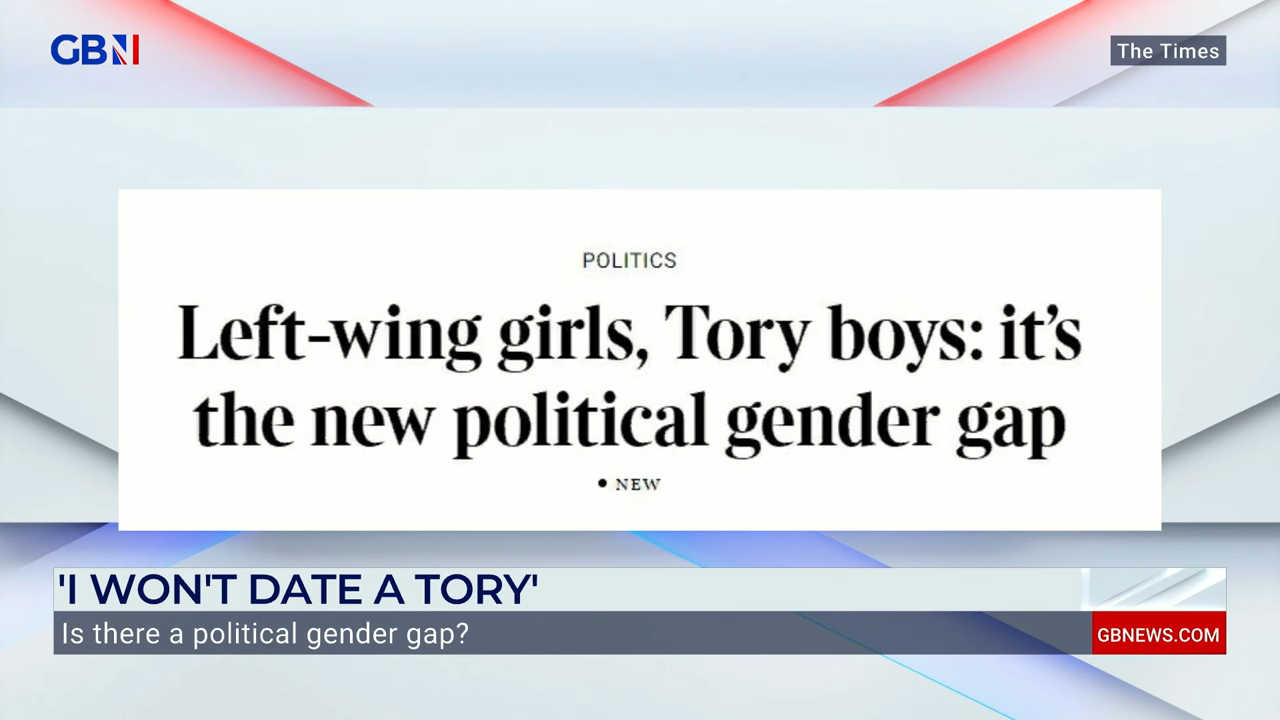 GBN
The Times
POLITICS
Left-wing girls, Tory boys: it’s
the new political gender gap
• NEW
'I WON'T DATE A TORY'
Is there a political gender gap?
GBNEWS.COM